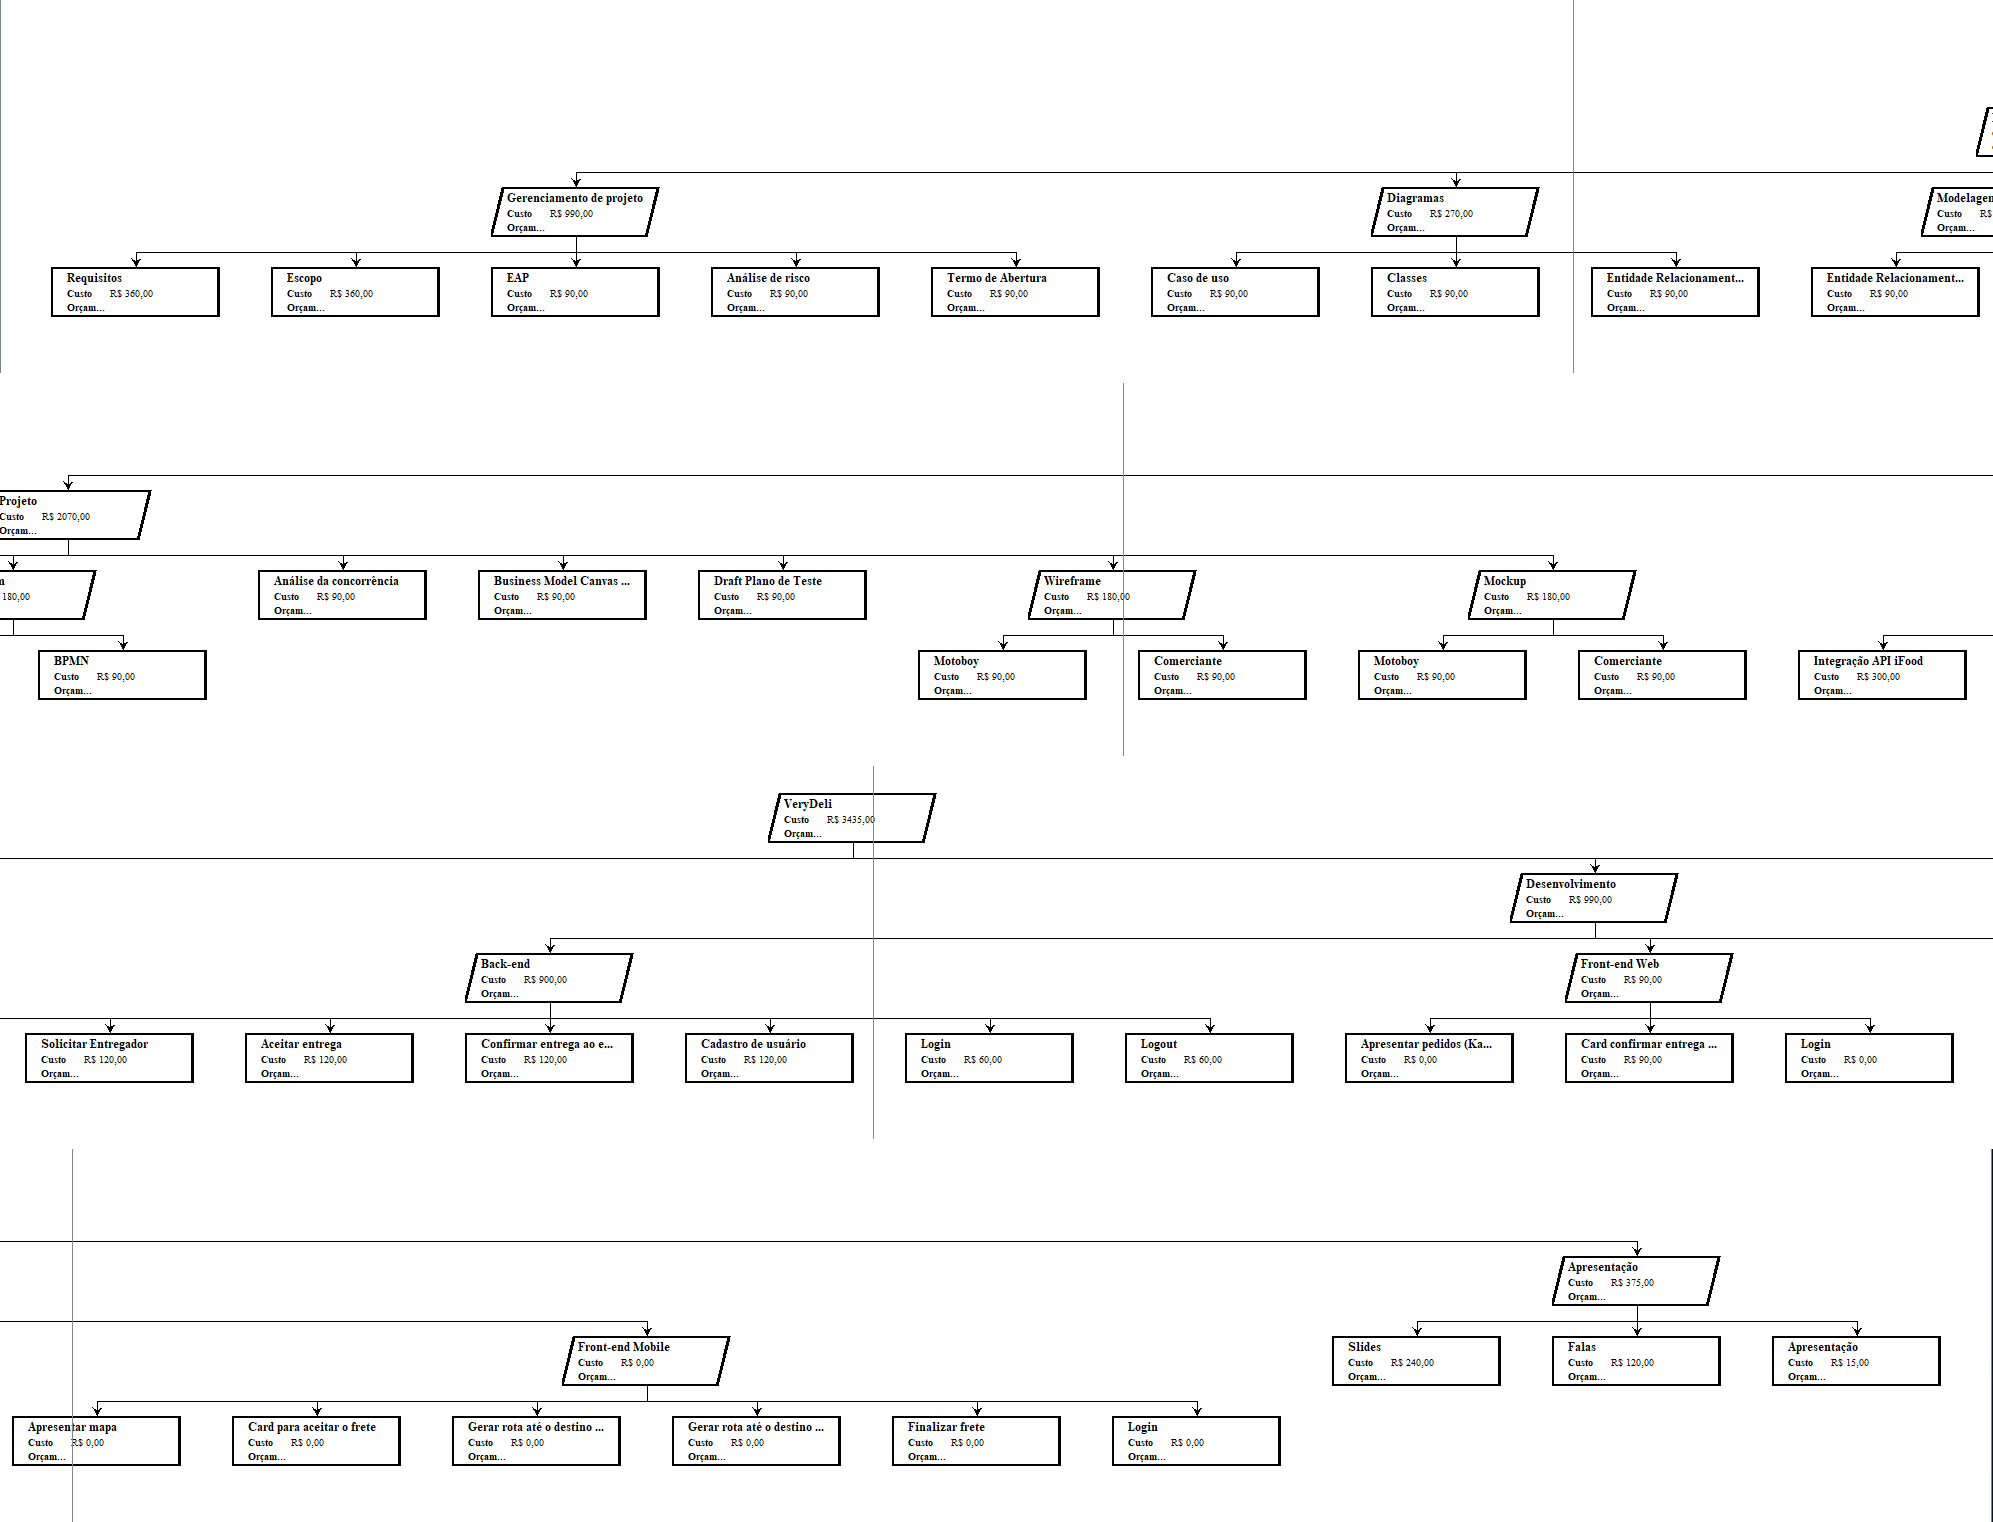 Gerenciamento de projeto
Custo R$ 990,00
Orçam...
Diagramas
Custo R$ 270,00
Orçam...
Modelagen
Custo R$
Orçam...
Requisitos
Custo R$ 360,00
Orçam...
Escopo
Custo R$ 360,00
Orçam...
EAP
Custo R$ 90,00
Orçam...
Análise de risco
Custo R$ 90,00
Orçam...
Termo de Abertura
Custo R$ 90,00
Orçam...
Caso de uso
Custo R$ 90,00
Orçam...
Classes
Custo R$ 90,00
Orçam...
Entidade Relacionament...
Custo R$ 90,00
Orçam...
Entidade Relacionament...
Custo R$ 90,00
Orçam...
Projeto
Custo R$ 2070,00
Orçam...
180,00
Análise da concorrência
Custo R$ 90,00
Orçam...
Business Model Canvas ...
Custo R$ 90,00
Orçam...
Draft Plano de Teste
Custo R$ 90,00
Orçam...
Wireframe
Custo R$ 180,00
Orçam...
Mockup
Custo R$ 180,00
Orçam...
BPMN
Custo R$ 90,00
Orçam...
Motoboy
Custo R$ 90,00
Orçam...
Comerciante
Custo R$ 90,00
Orçam...
Motoboy
Custo R$ 90,00
Orçam...
Comerciante
Custo R$ 90,00
Orçam...
Integração API iFood
Custo R$ 300,00
Orçam...
VeryDeli
Custo R$ 3435,00
Orçam...
Desenvolvimento
Custo R$ 990,00
Orçam...
Back-end
Custo R$ 900,00
Orçam...
Front-end Web
Custo R$ 90,00
Orçam...
Solicitar Entregador
Custo R$ 120,00
Orçam...
Aceitar entrega
Custo R$ 120,00
Orçam...
Confirmar entrega ao e...
Custo R$ 120,00
Orçam...
Cadastro de usuário
Custo R$ 120,00
Orçam...
Login
Custo R$ 60,00
Orçam...
Logout
Custo R$ 60,00
Orçam...
Apresentar pedidos (Ka...
Custo R$ 0,00
Orçam...
Card confirmar entrega ...
Custo R$ 90,00
Orçam...
Login
Custo R$ 0,00
Orçam...
Apresentação
Custo R$ 375,00
Orçam...
Front-end Mobile
Custo R$ 0,00
Orçam...
Slides
Custo R$ 240,00
Orçam...
Falas
Custo R$ 120,00
Orçam...
Apresentação
Custo R$ 15,00
Orçam...
Apresentar mapa
Custo R$ 0,00
Orçam...
Card para aceitar o frete
Custo R$ 0,00
Orçam...
Gerar rota até o destino ...
Custo R$ 0,00
Orçam...
Gerar rota até o destino ...
Custo R$ 0,00
Orçam...
Finalizar frete
Custo R$ 0,00
Orçam...
Login
Custo R$ 0,00
Orçam...